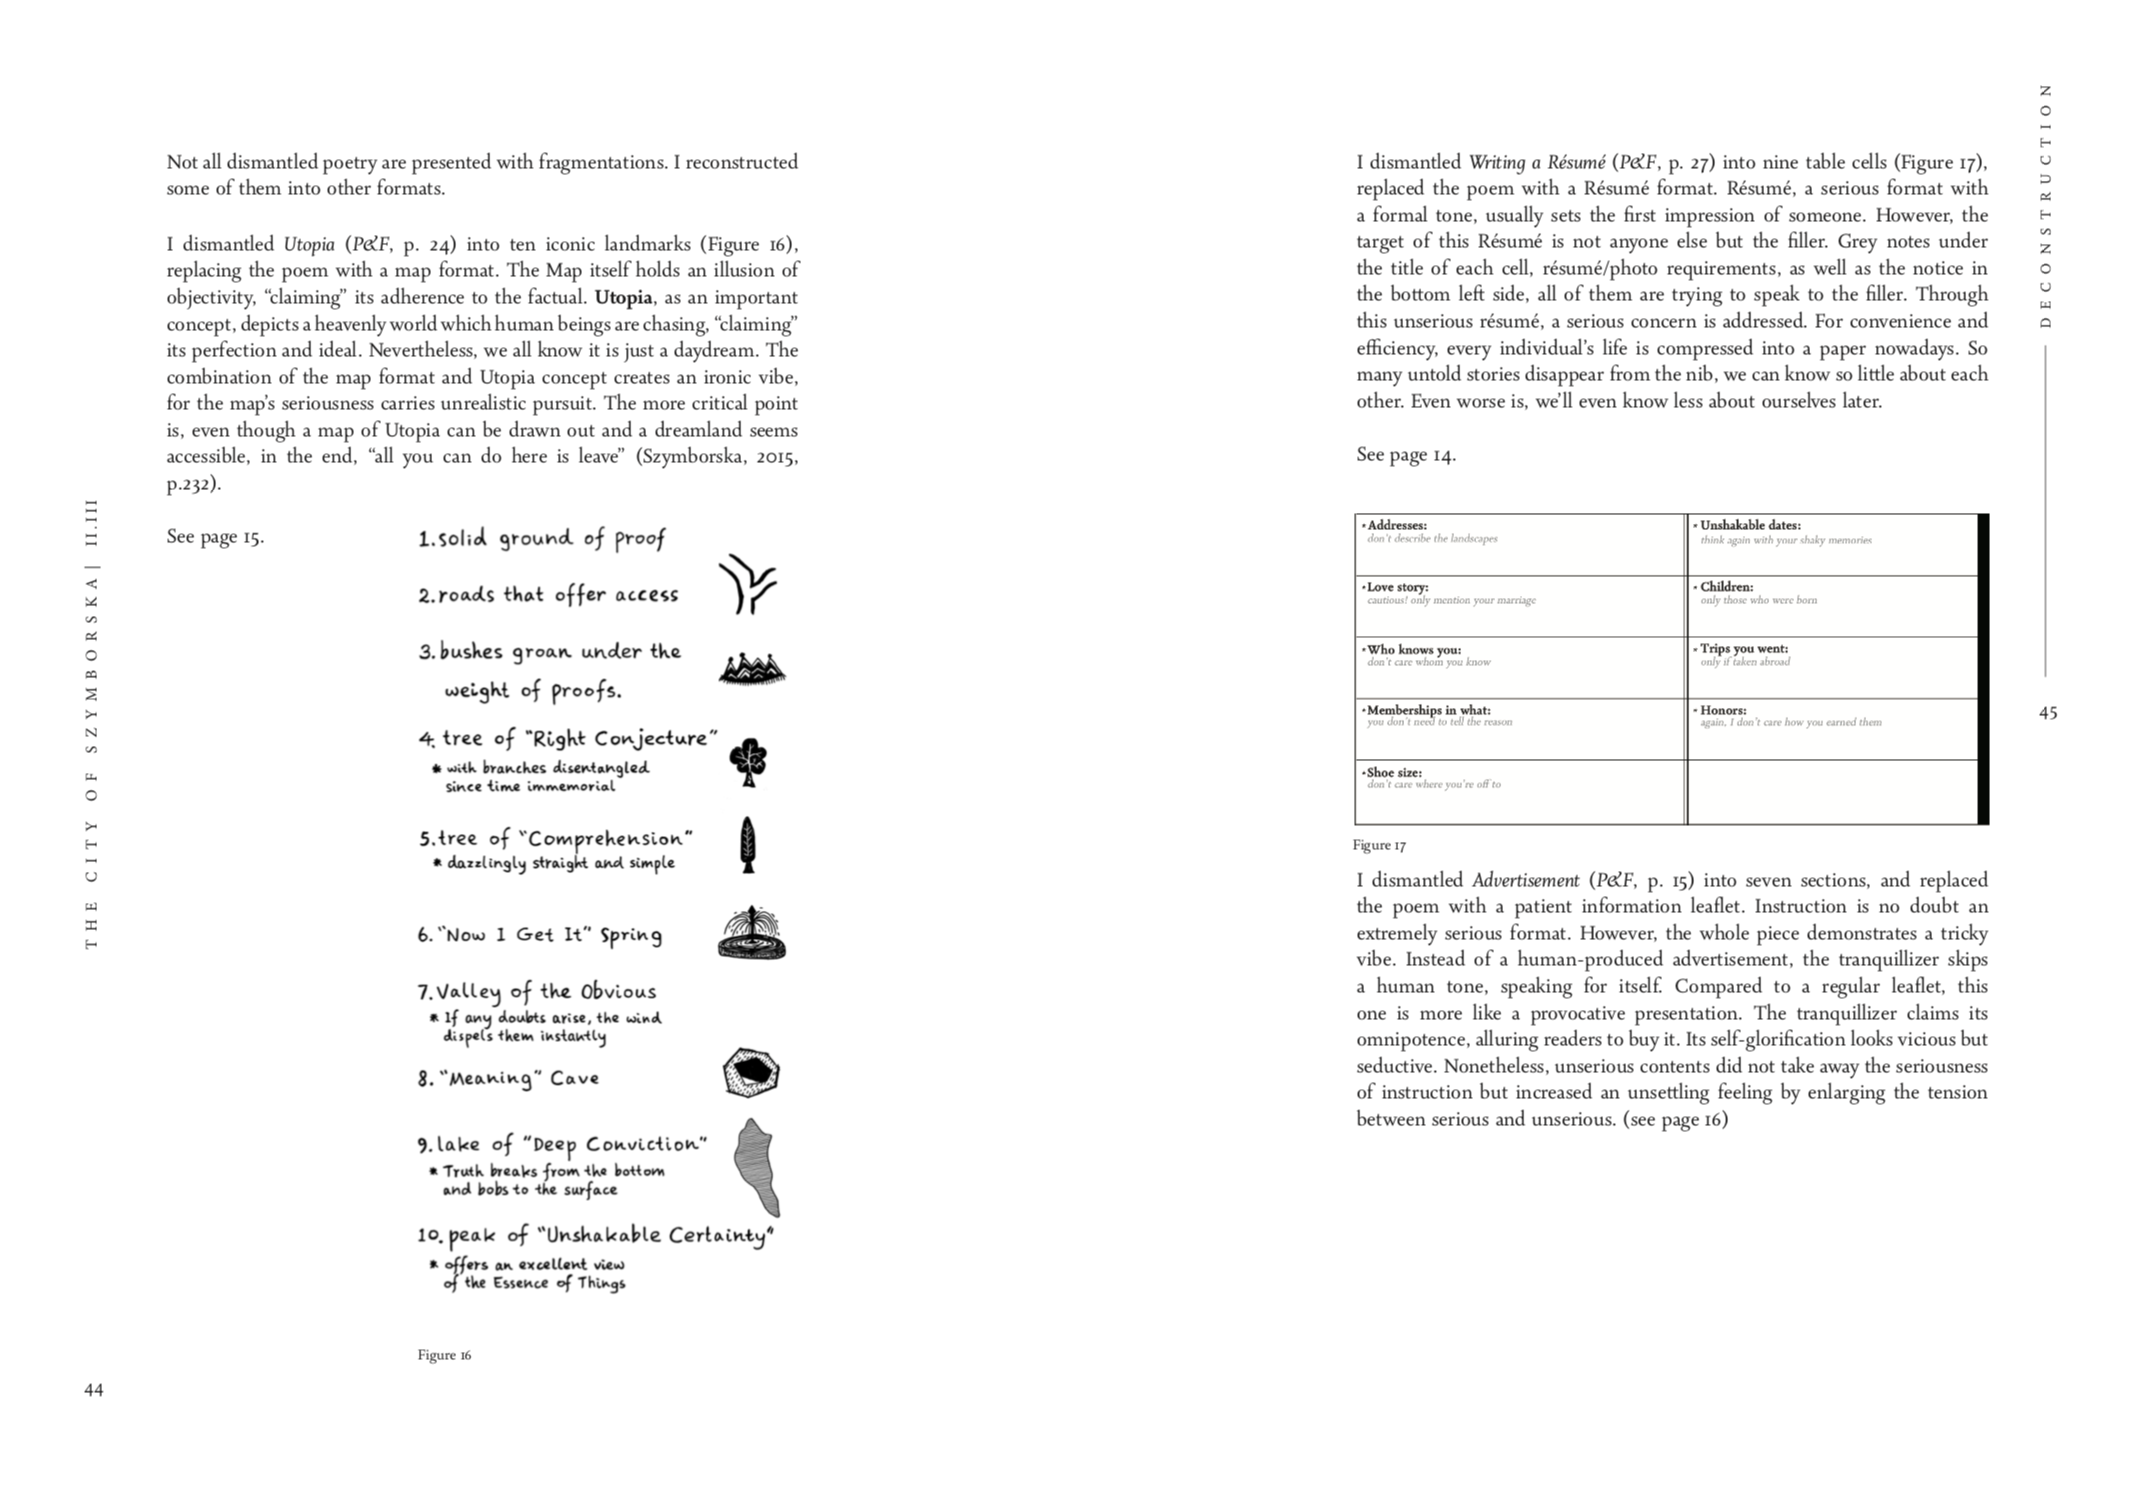 Not all dismantled poetry are presented with fragmentations. I reconstructed
some of them into other formats.
I dismantled Utopia (P&F, p. 24) into ten iconic landmarks (Figure 16),
replacing the poem with a map format. The Map itself holds an illusion of
objectivity, “claiming” its adherence to the factual. Utopia, as an important
concept, depicts a heavenly world which human beings are chasing, “claiming”
its perfection and ideal. Nevertheless, we all know it is just a daydream. The
combination of the map format and Utopia concept creates an ironic vibe,
for the map’s seriousness carries unrealistic pursuit. The more critical point
is, even though a map of Utopia can be drawn out and a dreamland seems
accessible, in the end, “all you can do here is leave” (Szymborska, 2015,
p.232).
See page 15.
1.solid ground of proof
2.roads that offer access
3.bushes groan under the
weight of proofs.
4. tree of "Right Conjecture"
* with branches disentangled
since time immemorial
5.tree of "Comprehension"
* dazzlingly straight and simple
6."Now I Get It" Spring
7.Valley of the Obvious
* If any doubts arise, the wind
dispels them instantly
8. "Meaning" Cave
9.lake of "Deep Conviction"
* Truth breaks from the bottom
and bobs to the surface
10.peak of "Unshakable Certainty"
* offers an excellent view
of the Essence of Things
Figure 16
THE CITY OF SZYMBORSKA| II.III
44
I dismantled Writing a Résumé (P&F, p. 27) into nine table cells (Figure 17),
replaced the poem with a Résumé format. Résumé, a serious format with
a formal tone, usually sets the first impression of someone. However, the
target of this Résumé is not anyone else but the filler. Grey notes under
the title of each cell, résumé/photo requirements, as well as the notice in
the bottom left side, all of them are trying to speak to the filler. Through
this unserious résumé, a serious concern is addressed. For convenience and
efficiency, every individual’s life is compressed into a paper nowadays. So
many untold stories disappear from the nib, we can know so little about each
other. Even worse is, we’ll even know less about ourselves later.
See page 14.
* Addresses:
don't describe the landscapes
* Unshakable dates:
think again with your shaky memories
* Love story:
cautious! only mention your marriage
* Children:
only those who were born
* Who knows you:
don't care whom you know
* Trips you went:
only if taken abroad
* Memberships in what:
you don't need to tell the reason
* Honors:
again, I don't care how you earned them
* Shoe size:
don't care where you're off to
Figure 17
I dismantled Advertisement (P&F, p. 15) into seven sections, and replaced
the poem with a patient information leaflet. Instruction is no doubt an
extremely serious format. However, the whole piece demonstrates a tricky
vibe. Instead of a human-produced advertisement, the tranquillizer skips
a human tone, speaking for itself. Compared to a regular leaflet, this
one is more like a provocative presentation. The tranquillizer claims its
omnipotence, alluring readers to buy it. Its self-glorification looks vicious but
seductive. Nonetheless, unserious contents did not take away the seriousness
of instruction but increased an unsettling feeling by enlarging the tension
between serious and unserious. (see page 16)
DECONSTRUCTION
45